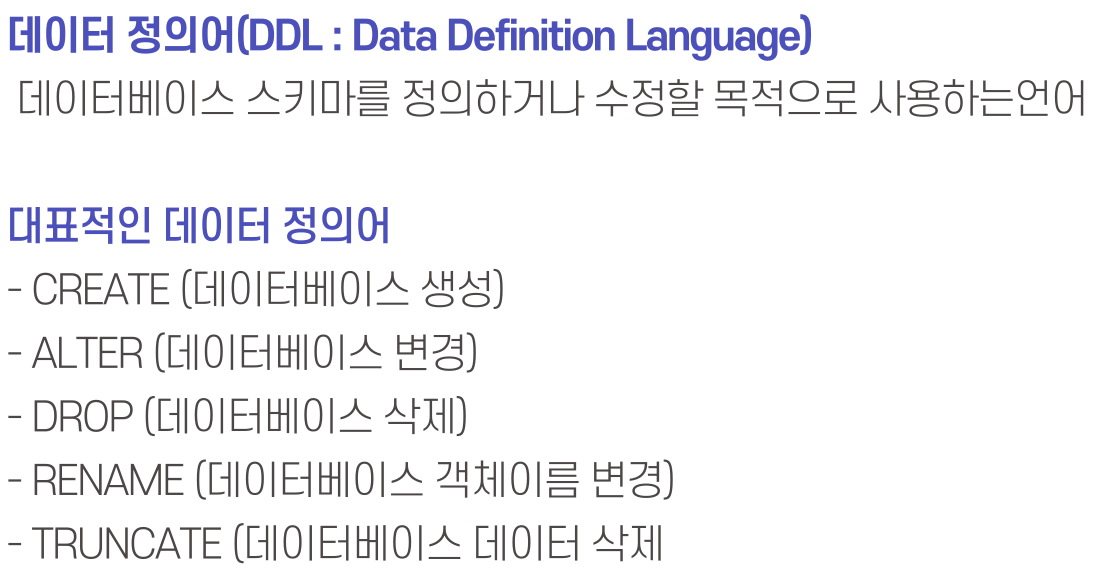 데이터 정의어(DDL : Data Definition Language)
데이터베이스 스키마를 정의하거나 수정할 목적으로 사용하는언어
대표적인 데이터 정의어
- CREATE (데이터베이스 생성)
- ALTER (데이터베이스 변경)
- DROP (데이터베이스 삭제)
- RENAME (데이터베이스 객체이름 변경)
- TRUNCATE (데이터베이스 데이터 삭제